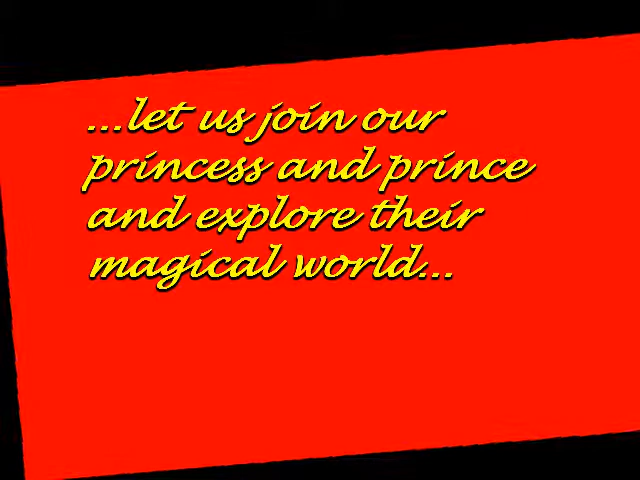 ...let us join our
princess and prince
and explore their
magical world...